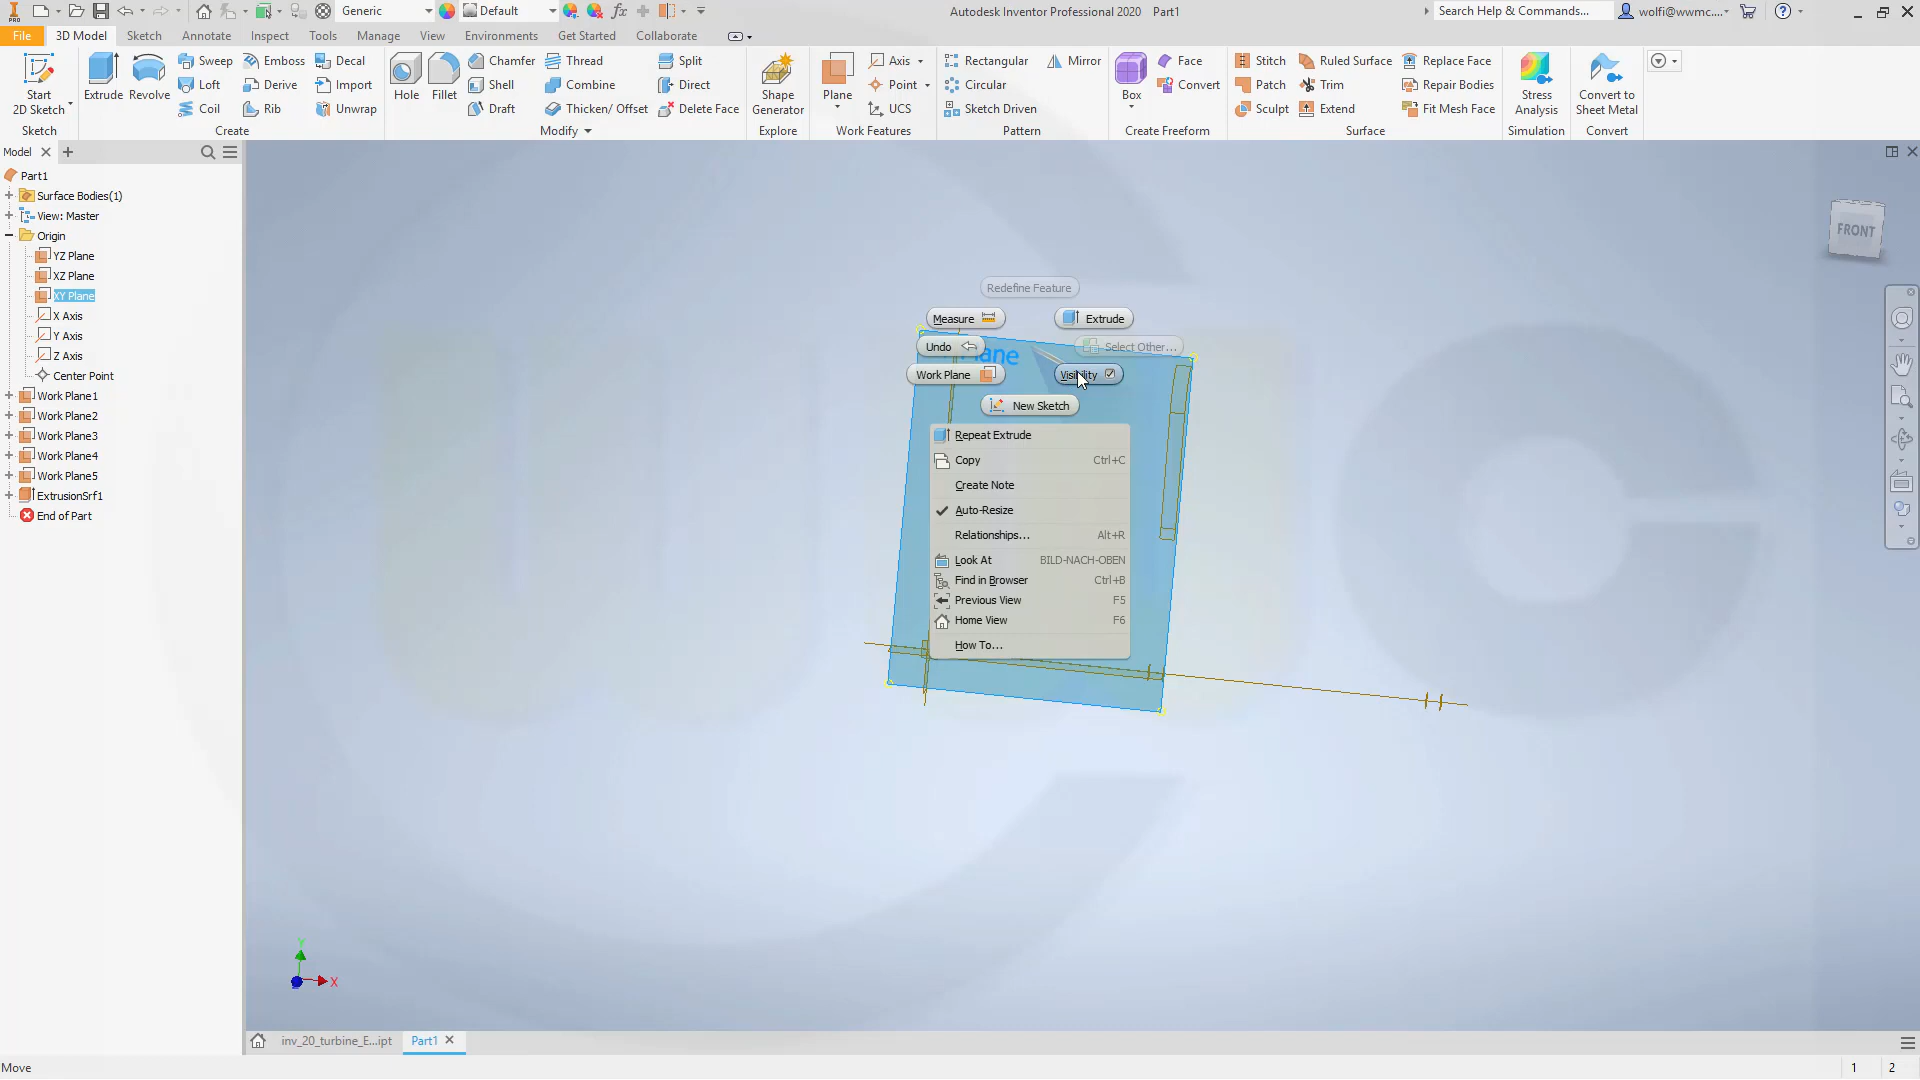 Generic
Default
Autodesk Inventor Professional 2020 Part1
Search Help & Commands...
wolfi@wwmc....
File
3D Model
Sketch
Annotate
Inspect
Tools
Manage
View
Environments
Get Started
Collaborate
Start
2D Sketch
Sketch
Extrude
Revolve
Sweep
Loft
Coil
Emboss
Derive
Rib
Decal
Import
Unwrap
Create
Hole
Fillet
Chamfer
Shell
Draft
Thread
Combine
Thicken/ Offset
Split
Direct
Delete Face
Modify
Shape
Generator
Explore
Plane
Axis
Point
UCS
Work Features
Rectangular
Circular
Sketch Driven
Mirror
Pattern
Box
Face
Convert
Create Freeform
Stitch
Patch
Sculpt
Ruled Surface
Trim
Extend
Replace Face
Repair Bodies
Fit Mesh Face
Surface
Stress
Analysis
Simulation
Convert to
Sheet Metal
Convert
Model
Part1
Surface Bodies(1)
View: Master
Origin
YZ Plane
XZ Plane
XY Plane
X Axis
Y Axis
Z Axis
Center Point
Work Plane1
Work Plane2
Work Plane3
Work Plane4
Work Plane5
ExtrusionSrf1
End of Part
FRONT
Redefine Feature
Measure
Extrude
Undo
Select Other...
Work Plane
Visibility
New Sketch
Repeat Extrude
Copy Ctrl+C
Create Note
Auto-Resize
Relationships... Alt+R
Look At BILD-NACH-OBEN
Find in Browser Ctrl+B
Previous View F5
Home View F6
How To...
Y
X
inv_20_turbine_E...ipt
Part1
Move
1 2